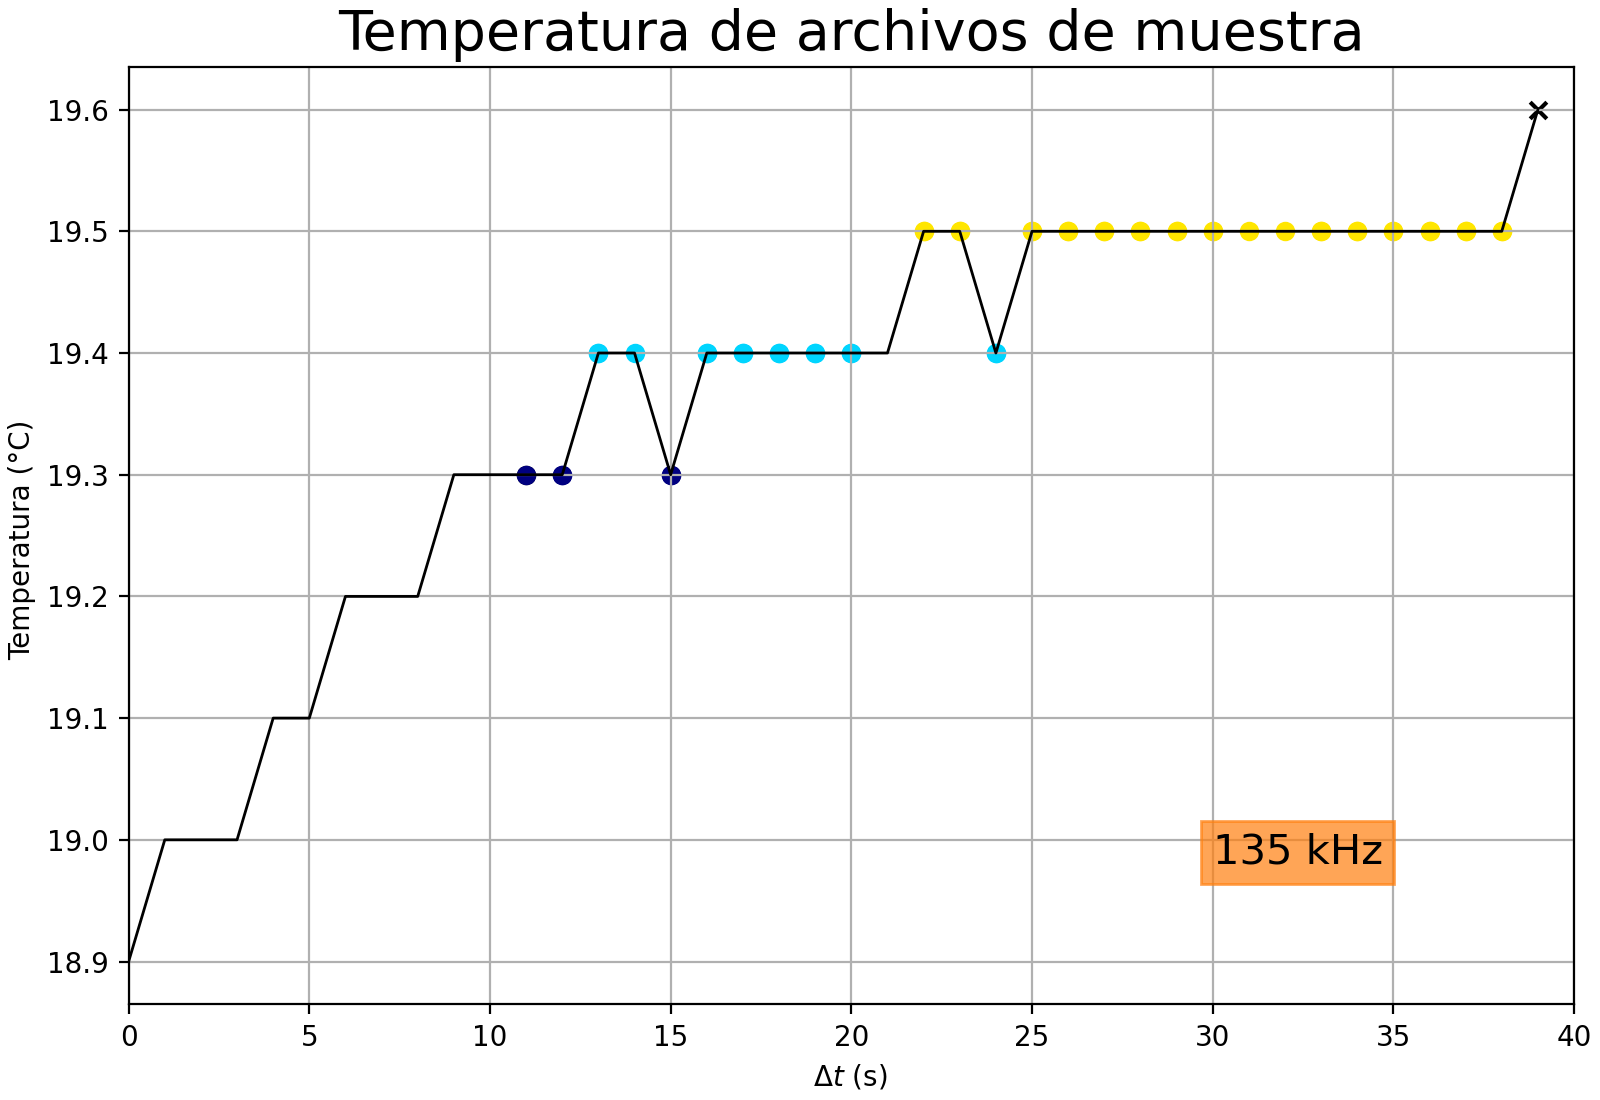 Temperatura de archivos de muestra
Temperatura (°C)
19.6
19.5
19.4
19.3
19.2
19.1
19.0
18.9
135 kHz
0 5 10 15 20 25 30 35 40
Δt (s)